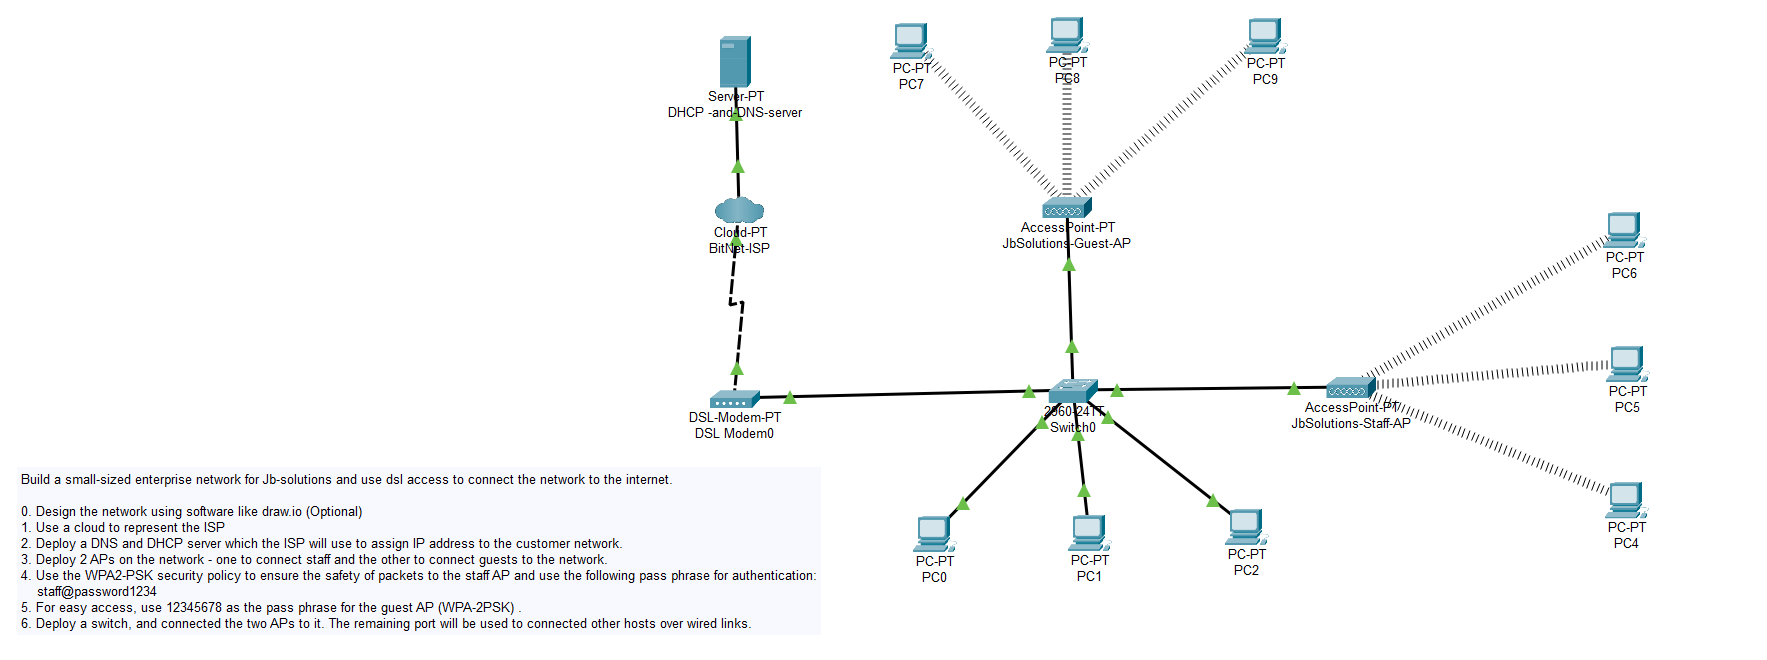 PC-PT
PC7
PC-PT
PC8
PC-PT
PC9
Server-PT
DHCP -and-DNS-server
Cloud-PT
BitNet-ISP
AccessPoint-PT
JbSolutions-Guest-AP
PC-PT
PC6
PC-PT
PC5
DSL-Modem-PT
DSL Modem0
2960-24TT
Switch0
AccessPoint-PT
JbSolutions-Staff-AP
PC-PT
PC4
PC-PT
PC0
PC-PT
PC1
PC-PT
PC2
Build a small-sized enterprise network for Jb-solutions and use dsl access to connect the network to the internet.
0. Design the network using software like draw.io (Optional)
1. Use a cloud to represent the ISP
2. Deploy a DNS and DHCP server which the ISP will use to assign IP address to the customer network.
3. Deploy 2 APs on the network - one to connect staff and the other to connect guests to the network.
4. Use the WPA2-PSK security policy to ensure the safety of packets to the staff AP and use the following pass phrase for authentication:
staff@password1234
5. For easy access, use 12345678 as the pass phrase for the guest AP (WPA-2PSK) .
6. Deploy a switch, and connected the two APs to it. The remaining port will be used to connected other hosts over wired links.